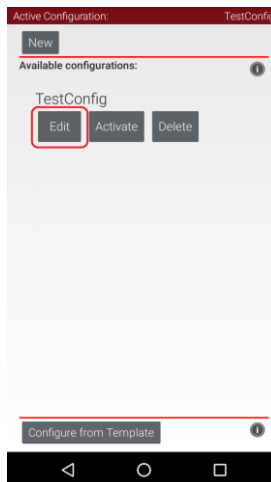 Active Configuration: TestConfi
New
Available configurations:
TestConfig
Edit Activate Delete
Configure from Template